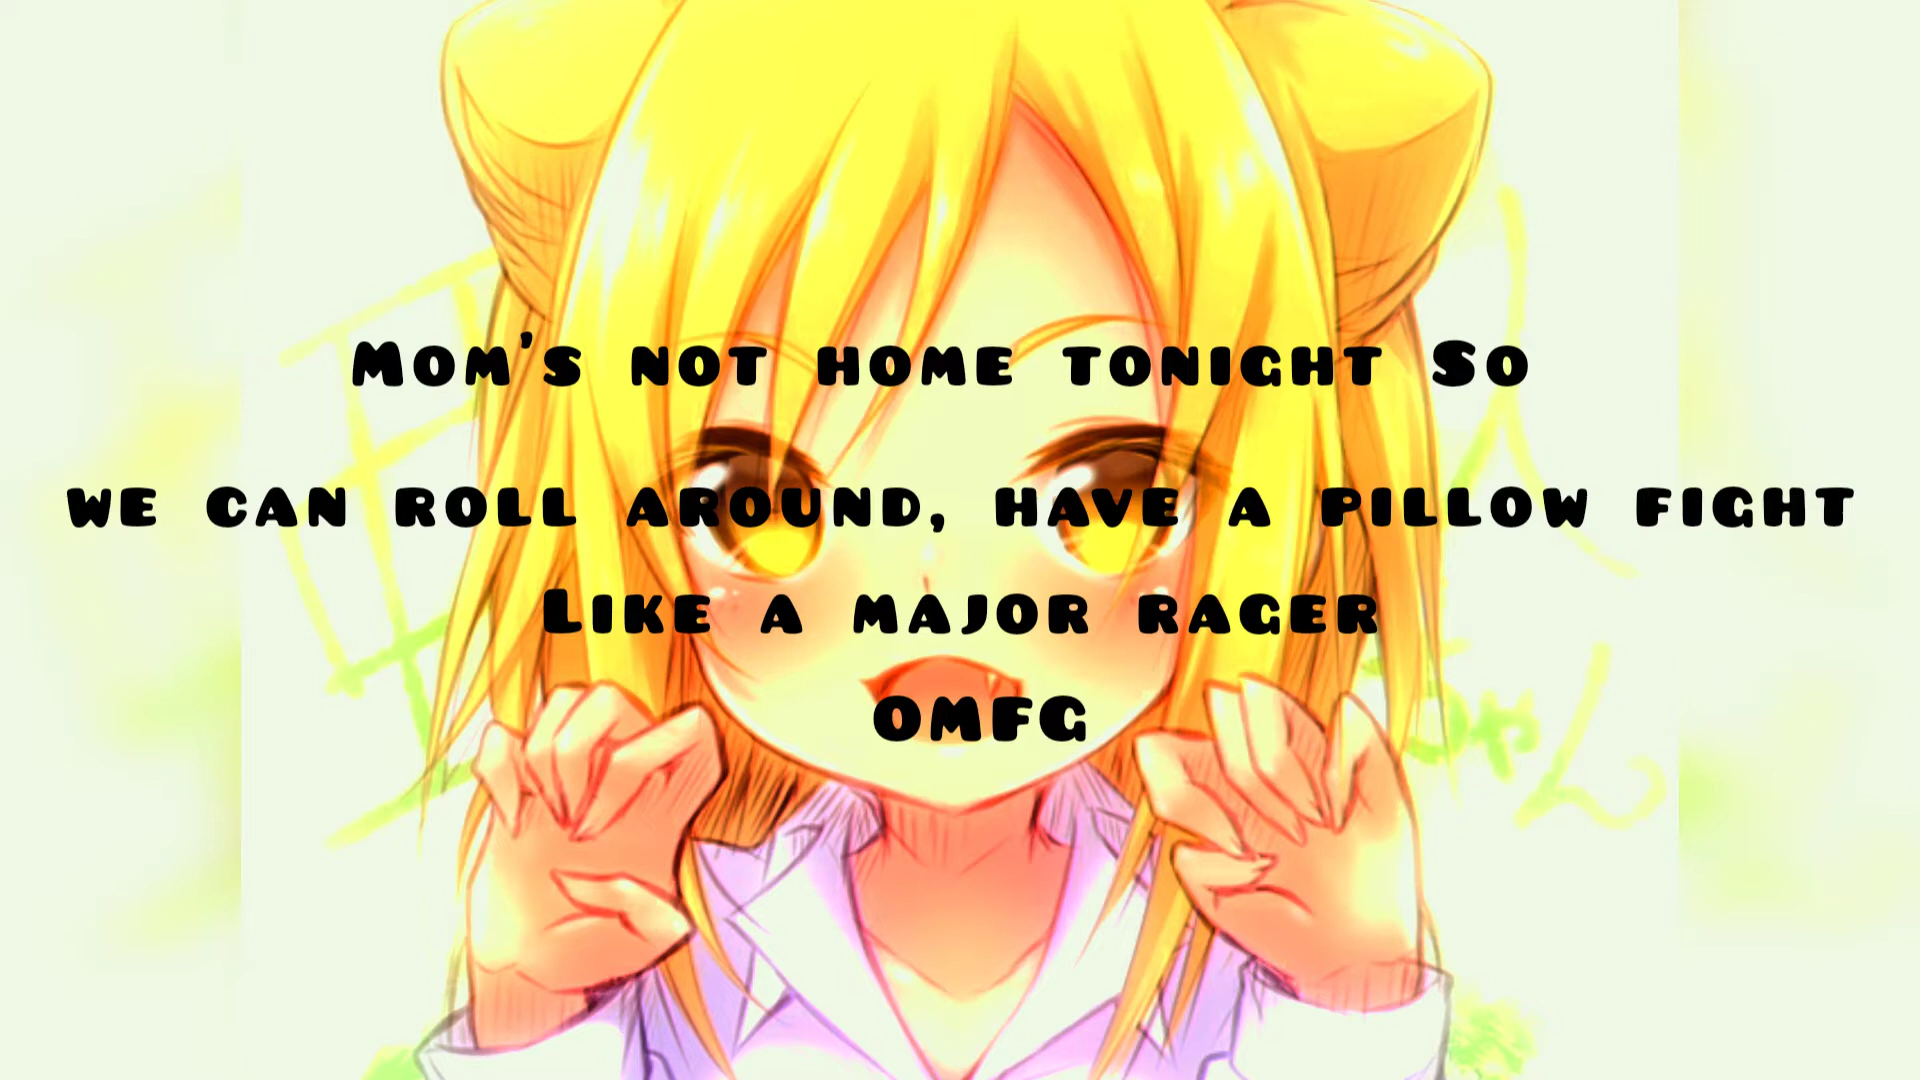 Mom's not home tonight So
we can roll around, have a pillow fight
Like a major rager
OMFG